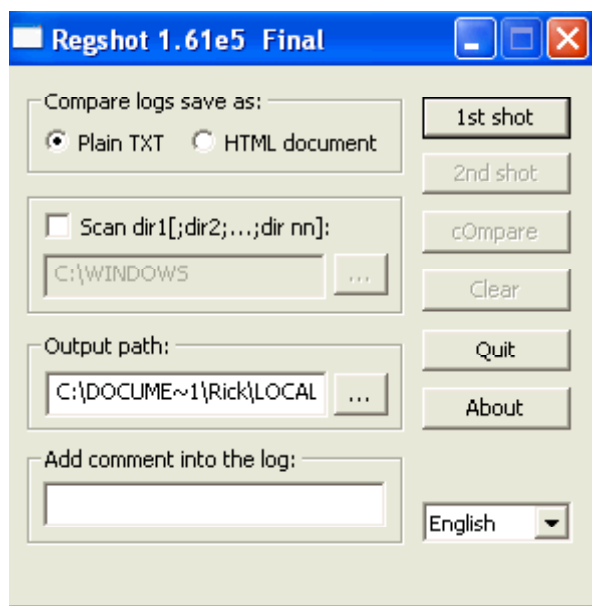 Regshot 1.61e5 Final
Compare logs save as:
Plain TXT HTML document
1st shot
2nd shot
Scan dir1[;dir2;...;dir nn]:
C:\WINDOWS ...
cOmpare
Clear
Output path:
C:\DOCUME~1\Rick\LOCAL ...
Quit
About
Add comment into the log:
English